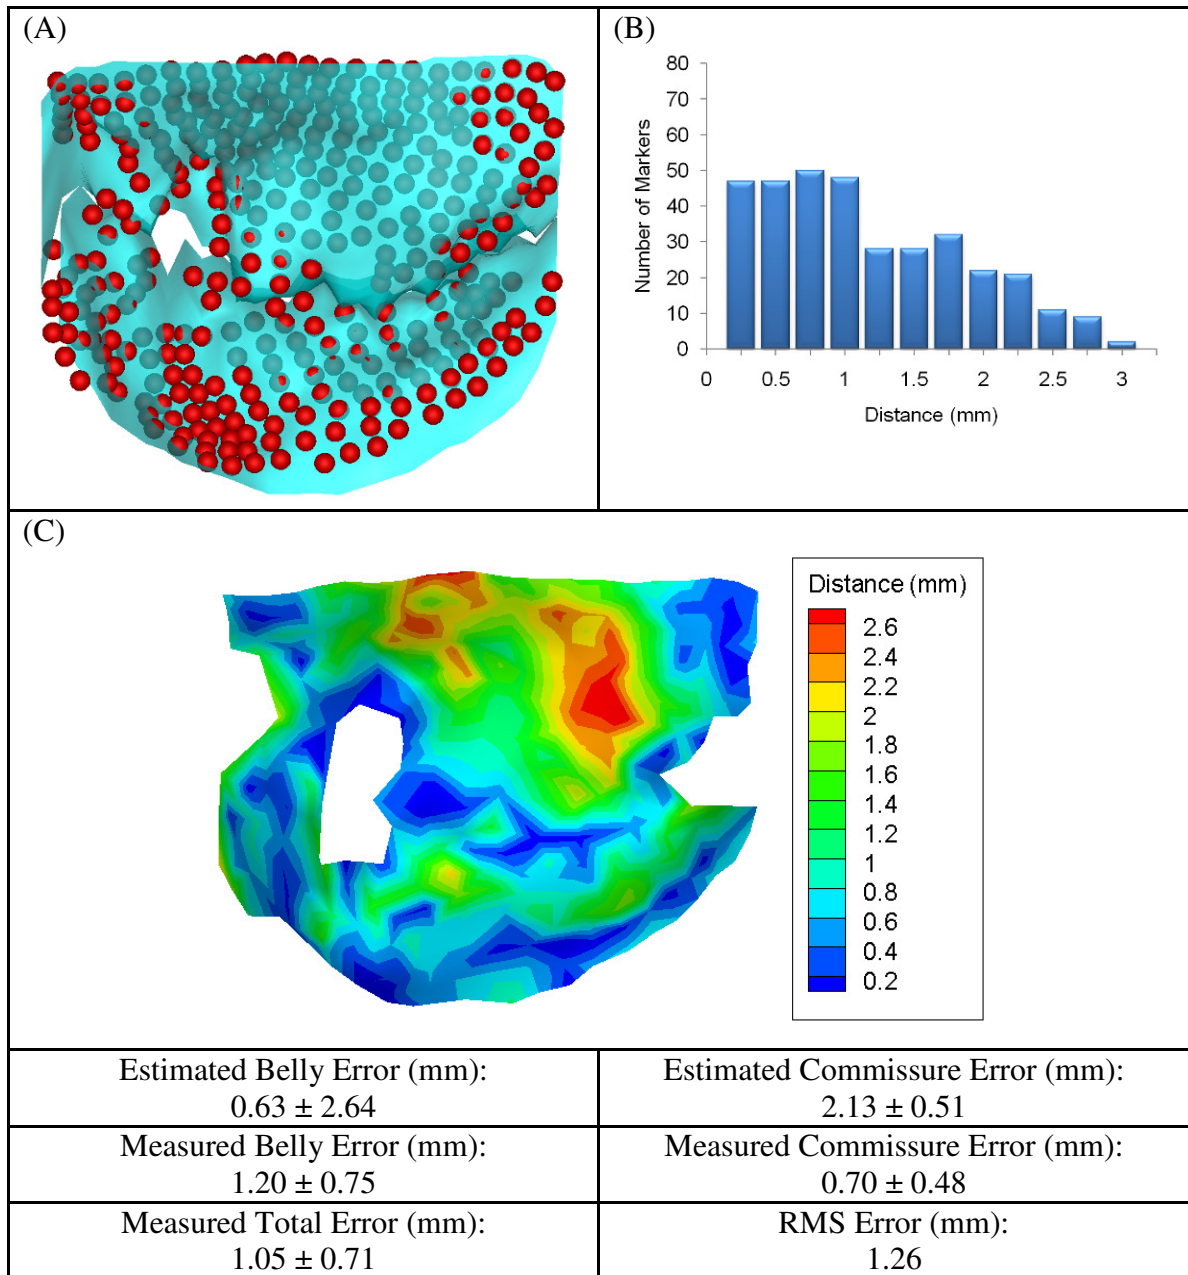 (A)
(B)
80
70
60
50
40
30
20
10
0
Number of Markers
0 0.5 1 1.5 2 2.5 3
Distance (mm)
(C)
Distance (mm)
2.6
2.4
2.2
2
1.8
1.6
1.4
1.2
1
0.8
0.6
0.4
0.2
Estimated Belly Error (mm):
0.63 ± 2.64
Estimated Commissure Error (mm):
2.13 ± 0.51
Measured Belly Error (mm):
1.20 ± 0.75
Measured Commissure Error (mm):
0.70 ± 0.48
Measured Total Error (mm):
1.05 ± 0.71
RMS Error (mm):
1.26